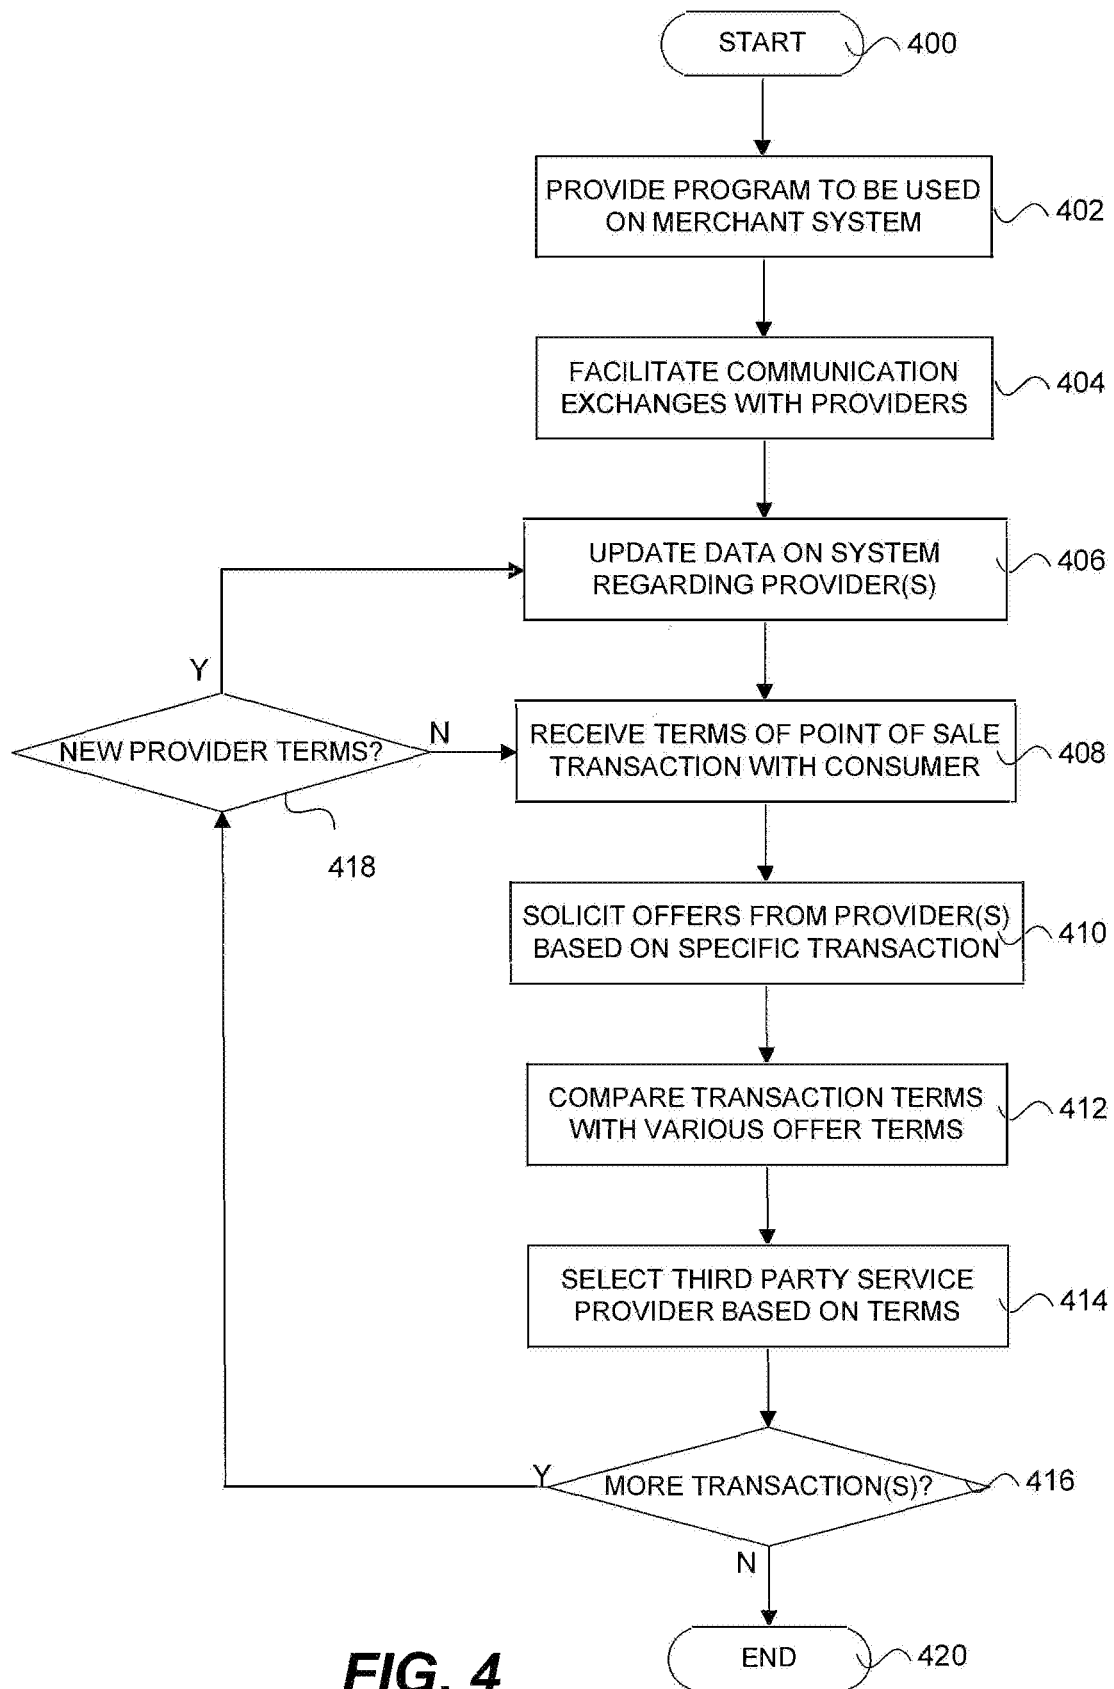 START
400
PROVIDE PROGRAM TO BE USED
ON MERCHANT SYSTEM
402
FACILITATE COMMUNICATION
EXCHANGES WITH PROVIDERS
404
UPDATE DATA ON SYSTEM
REGARDING PROVIDER(S)
406
Y
NEW PROVIDER TERMS?
N
418
RECEIVE TERMS OF POINT OF SALE
TRANSACTION WITH CONSUMER
408
SOLICIT OFFERS FROM PROVIDER(S)
BASED ON SPECIFIC TRANSACTION
410
COMPARE TRANSACTION TERMS
WITH VARIOUS OFFER TERMS
412
SELECT THIRD PARTY SERVICE
PROVIDER BASED ON TERMS
414
Y
MORE TRANSACTION(S)?
416
N
END
420
FIG. 4